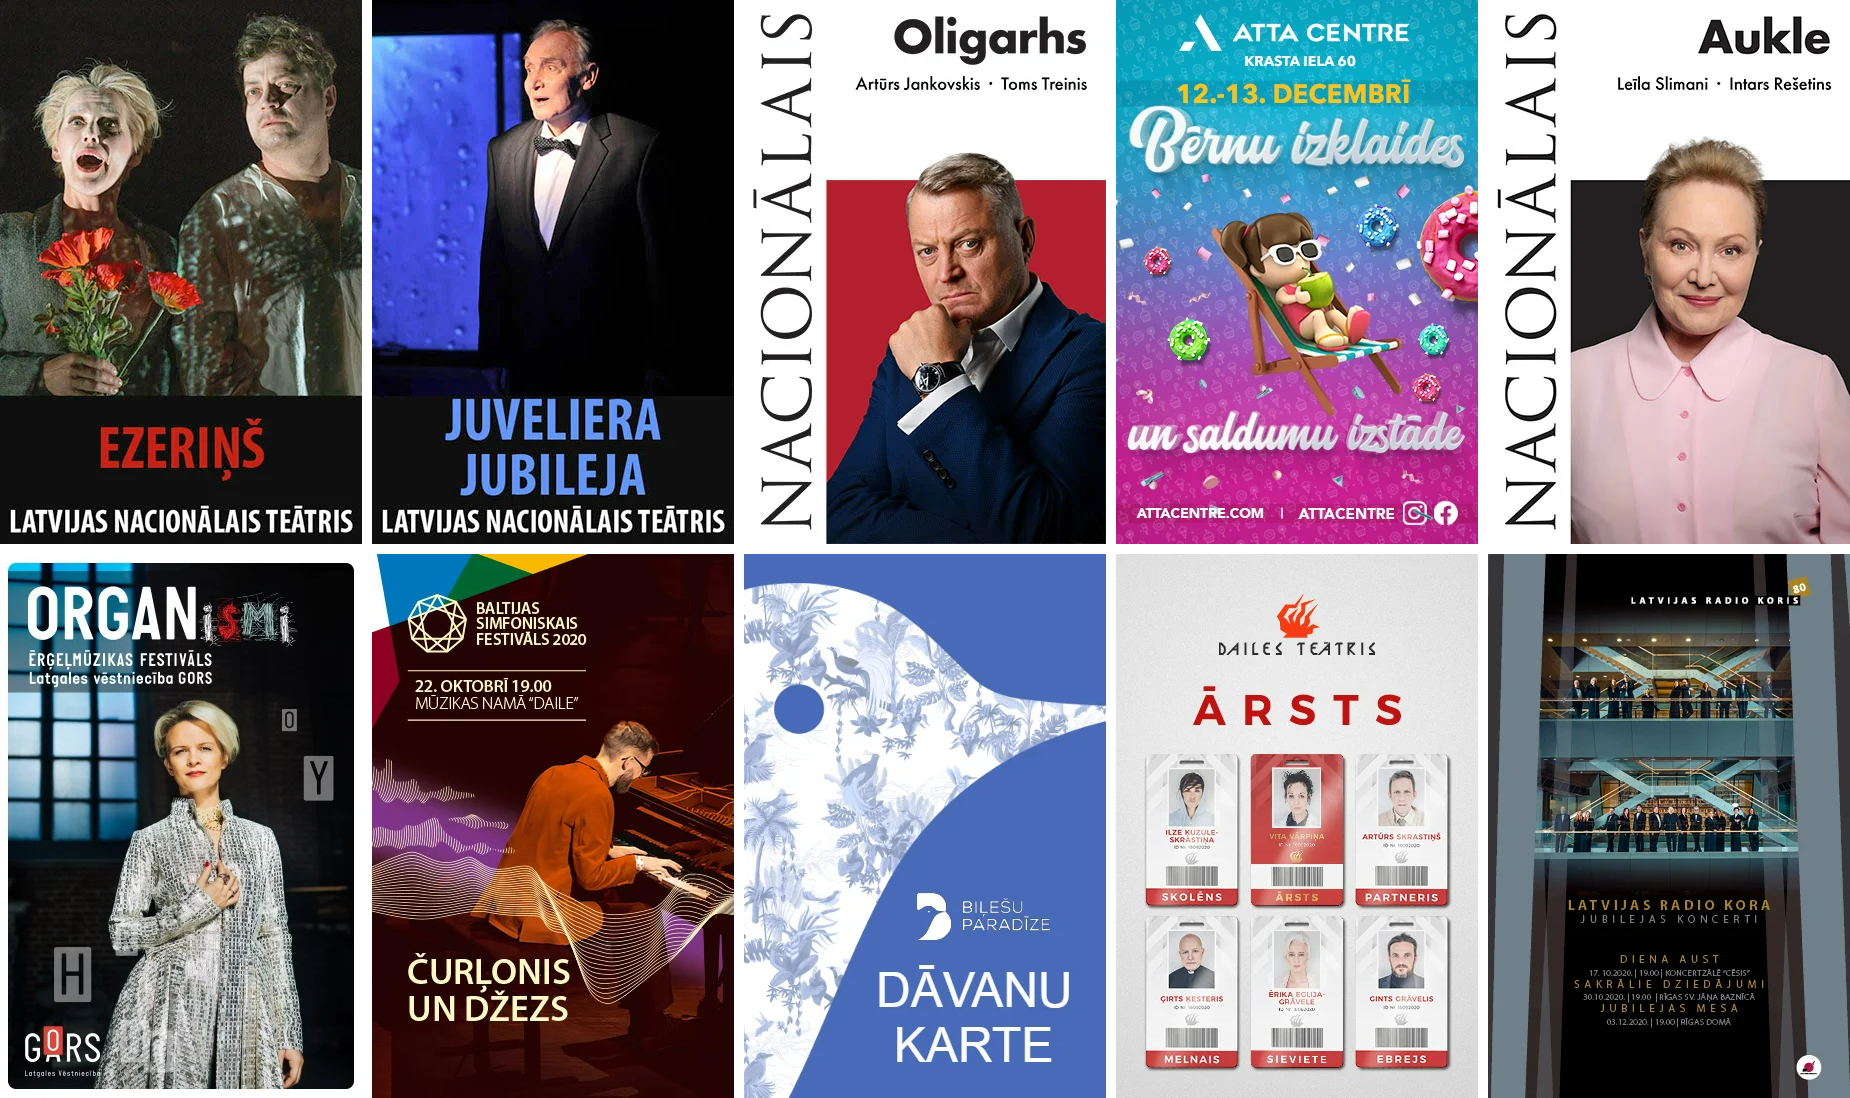 EZERIŅŠ
LATVIJAS NACIONĀLAIS TEĀTRIS
JUVELIERA
JUBILEJA
LATVIJAS NACIONĀLAIS TEĀTRIS
NACIONĀLAIS
Oligarhs
Artūrs Jankovskis · Toms Treinis
ATTA CENTRE
KRASTA IELA 60
12.-13. DECEMBRĪ
Bērnu izklaides
un saldumu izstāde
ATTACENTRE.COM | ATTACENTRE
NACIONĀLAIS
Aukle
Leïla Slimani · Intars Rešetins
ORGANiSMi
ĒRĢEĻMŪZIKAS FESTIVĀLS
Latgales vēstniecība GORS
O
Y
H
GORS
Latgales Vēstniecība
BALTIJAS
SIMFONISKAIS
FESTIVĀLS 2020
22. OKTOBRĪ 19.00
MŪZIKAS NAMĀ "DAILE"
ČURĻONIS
UN DŽEZS
BIĻEŠU
PARADĪZE
DĀVANU
KARTE
DAILES TEĀTRIS
ĀRSTS
ILZE ĶUZULE-
SKRASTIŅA
SKOLĒNS
VITA VĀRPIŅA
ĀRSTS
ARTŪRS SKRASTIŅŠ
PARTNERIS
ĢIRTS ĶESTERIS
MELNAIS
ĒRIKA EGLIJA-
GRĀVELE
SIEVIETE
GINTS GRĀVELIS
EBREJS
80
LATVIJAS RADIO KORIS
LATVIJAS RADIO KORA
JUBILEJAS KONCERTI
DIENA AUST
17. 10.2020. | 19.00 | KONCERTZĀLĒ "CĒSIS"
SAKRĀLIE DZIEDĀJUMI
30.10.2020. | 19.00 | RĪGAS SV. JĀŅA BAZNĪCĀ
JUBILEJAS MESA
03.12.2020. | 19.00 | RĪGAS DOMĀ